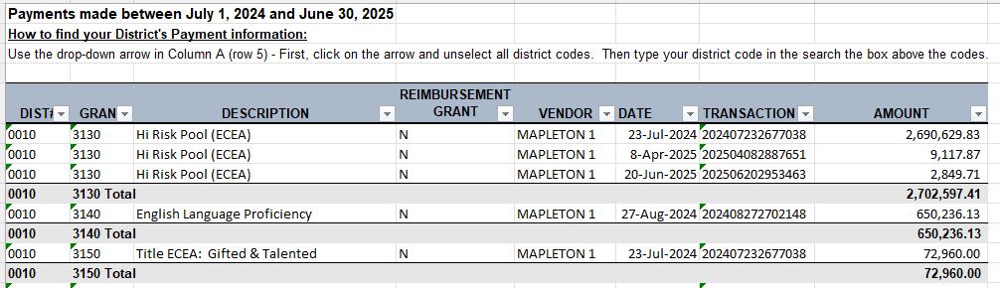 Payments made between July 1, 2024 and June 30, 2025
How to find your District's Payment information:
Use the drop-down arrow in Column A (row 5) - First, click on the arrow and unselect all district codes.  Then type your district code in the search the box above the codes.
REIMBURSEMENT
DIST# GRAN DESCRIPTION GRANT VENDOR DATE TRANSACTION AMOUNT
0010 3130 Hi Risk Pool (ECEA) N MAPLETON 1 23-Jul-2024 202407232677038 2,690,629.83
0010 3130 Hi Risk Pool (ECEA) N MAPLETON 1 8-Apr-2025 202504082887651 9,117.87
0010 3130 Hi Risk Pool (ECEA) N MAPLETON 1 20-Jun-2025 202506202953463 2,849.71
0010 3130 Total 2,702,597.41
0010 3140 English Language Proficiency N MAPLETON 1 27-Aug-2024 202408272702148 650,236.13
0010 3140 Total 650,236.13
0010 3150 Title ECEA:  Gifted & Talented N MAPLETON 1 23-Jul-2024 202407232677038 72,960.00
0010 3150 Total 72,960.00